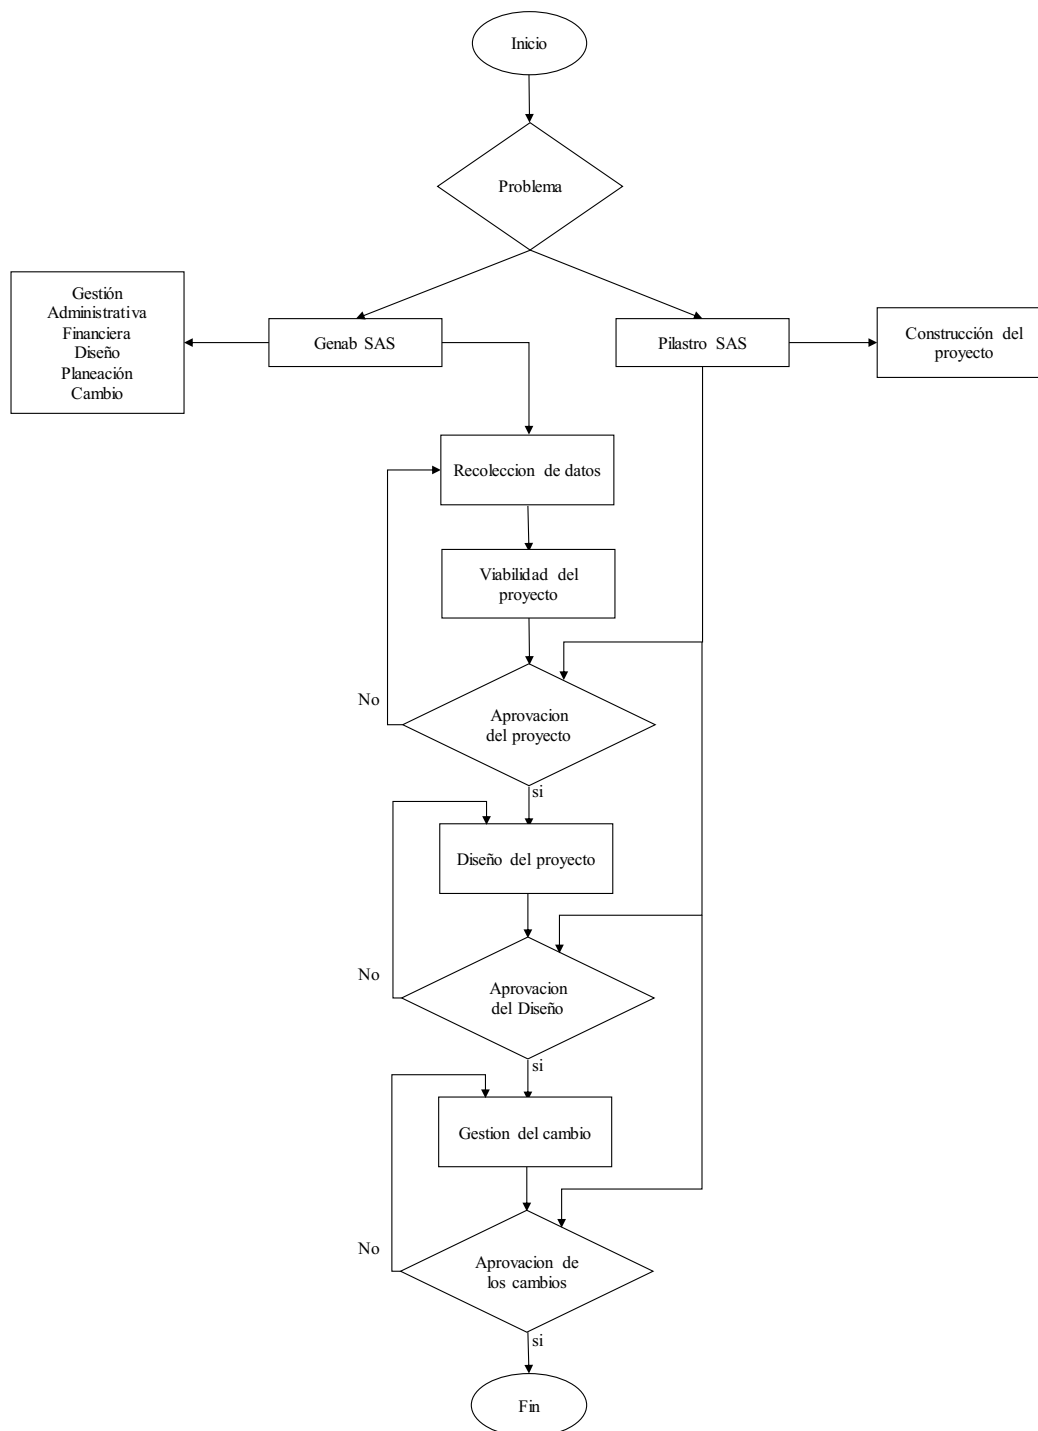 Inicio
Problema
Gestión
Administrativa
Financiera
Diseño
Planeación
Cambio
Genab SAS
Pilastro SAS
Construcción del
proyecto
Recoleccion de datos
Viabilidad del
proyecto
No
Aprovacion
del proyecto
si
Diseño del proyecto
No
Aprovacion
del Diseño
si
Gestion del cambio
No
Aprovacion de
los cambios
si
Fin